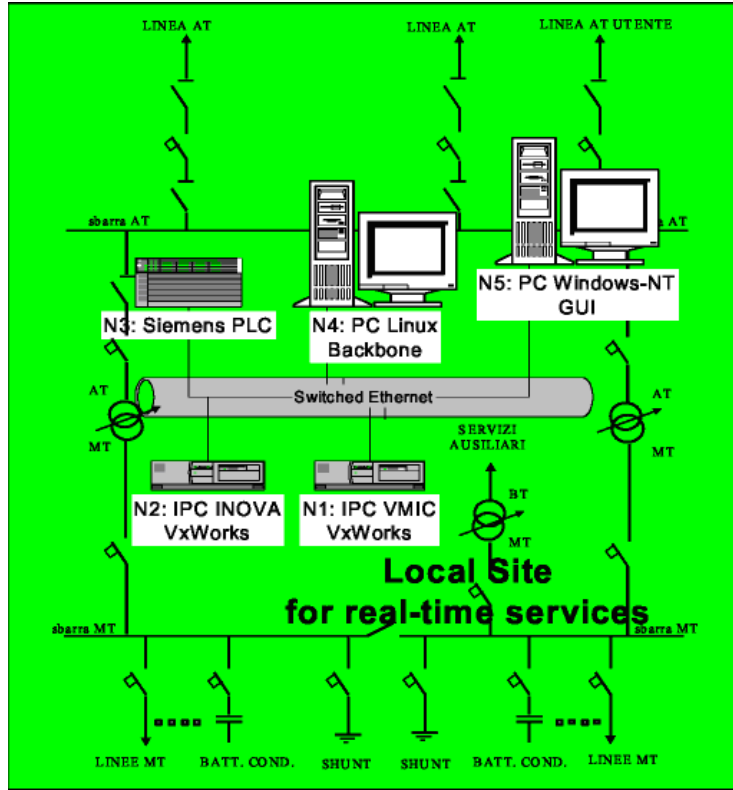 LINEA AT
LINEA AT
LINEA AT UTENTE
sbarra AT
AT
N5: PC Windows-NT
GUI
N3: Siemens PLC
N4: PC Linux
Backbone
AT
Switched Ethernet
AT
MT
SERVIZI
AUSILIARI
MT
N2: IPC INOVA
VxWorks
N1: IPC VMIC
VxWorks
BT
MT
Local Site
for real-time services
sbarra MT
sbarra MT
LINEE MT
BATT. COND.
SHUNT
SHUNT
BATT. COND.
LINEE MT